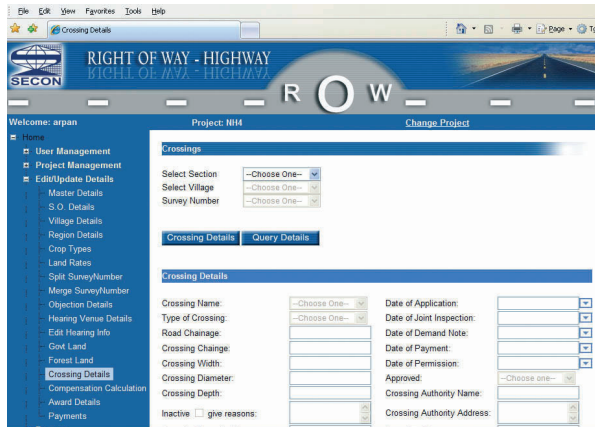 File Edit View Favorites Tools Help
Crossing Details
Page
SECON
RIGHT OF WAY - HIGHWAY
ROW
Welcome: arpan Project: NH4 Change Project
Home
User Management
Project Management
Edit/Update Details
Master Details
S.O. Details
Village Details
Region Details
Crop Types
Land Rates
Split SurveyNumber
Merge SurveyNumber
Objection Details
Hearing Venue Details
Edit Hearing Info
Govt Land
Forest Land
Crossing Details
Compensation Calculation
Award Details
Payments
Crossings
Select Section --Choose One--
Select Village --Choose One--
Survey Number --Choose One--
Crossing Details Query Details
Crossing Details
Crossing Name: --Choose One-- Date of Application:
Type of Crossing: --Choose One-- Date of Joint Inspection:
Road Chainage: Date of Demand Note:
Crossing Chainge: Date of Payment:
Crossing Width: Date of Permission:
Crossing Diameter: Approved: --Choose one--
Crossing Depth: Crossing Authority Name:
Inactive give reasons: Crossing Authority Address: